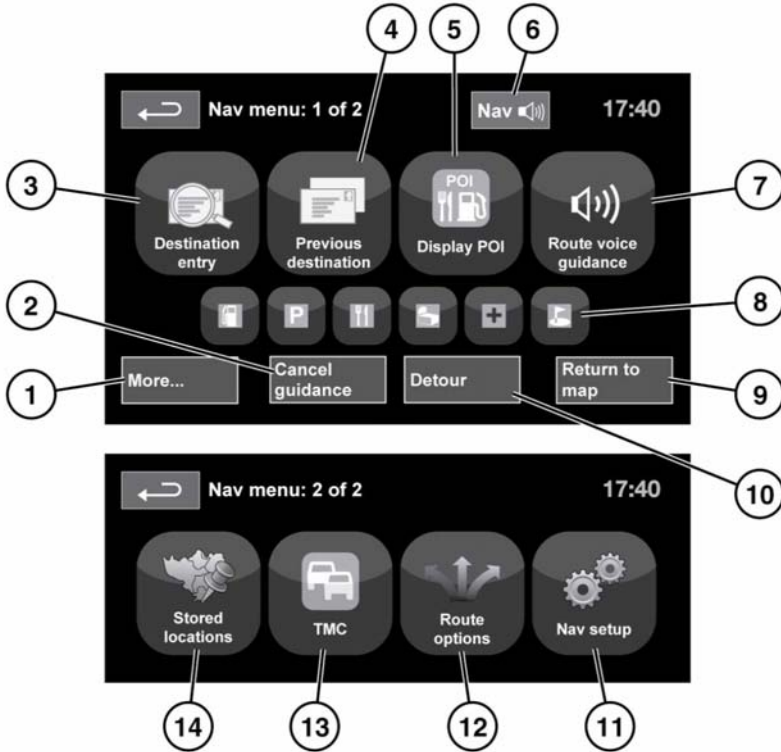 4
5
6
Nav menu: 1 of 2
Nav
17:40
3
POI
7
Destination
entry
Previous
destination
Display POI
Route voice
guidance
2
P
8
1
More...
Cancel
guidance
Detour
Return to
map
9
10
Nav menu: 2 of 2
17:40
Stored
locations
TMC
Route
options
Nav setup
14
13
12
11